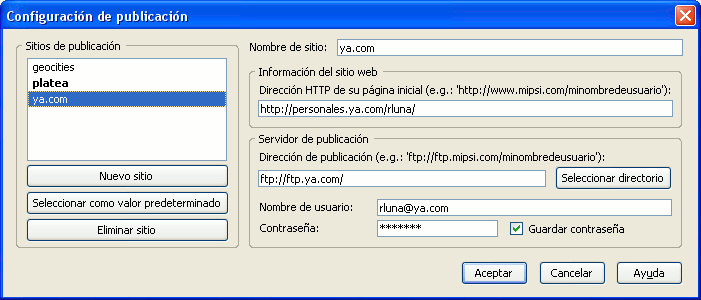 Configuración de publicación
Sitios de publicación
geocities
platea
ya.com
Nuevo sitio
Seleccionar como valor predeterminado
Eliminar sitio
Nombre de sitio: ya.com
Información del sitio web
Dirección HTTP de su página inicial (e.g.: 'http://www.mipsi.com/minombredeusuario'):
http://personales.ya.com/rluna/
Servidor de publicación
Dirección de publicación (e.g.: 'ftp://ftp.mipsi.com/minombredeusuario'):
ftp://ftp.ya.com/ Seleccionar directorio
Nombre de usuario: rluna@ya.com
Contraseña: ******* Guardar contraseña
Aceptar Cancelar Ayuda